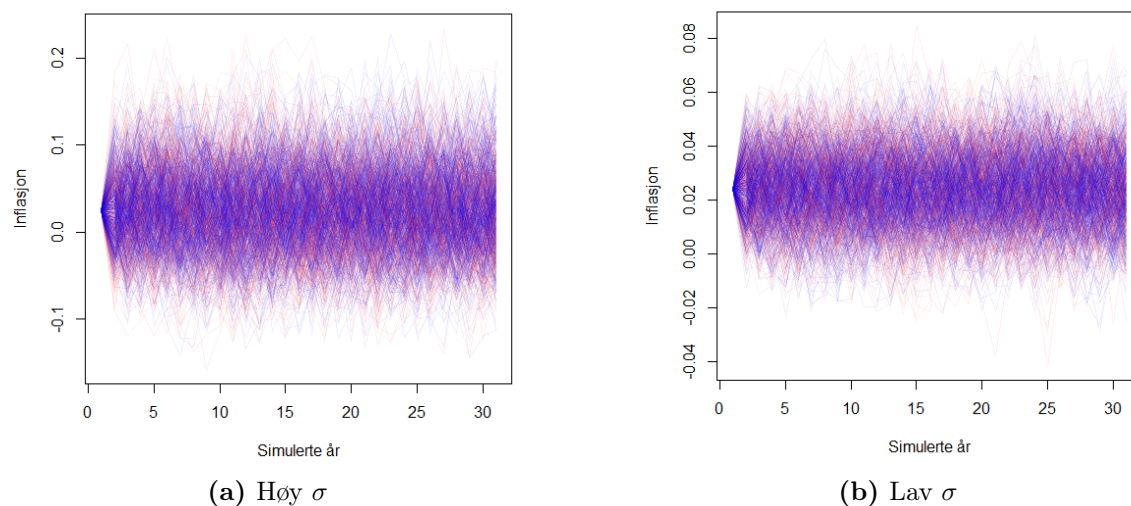 0.2
0.1
0.0
-0.1
Inflasjon
0 5 10 15 20 25 30
Simulerte år
(a) Høy σ
0.08
0.06
0.04
0.02
0.00
-0.02
-0.04
Inflasjon
0 5 10 15 20 25 30
Simulerte år
(b) Lav σ